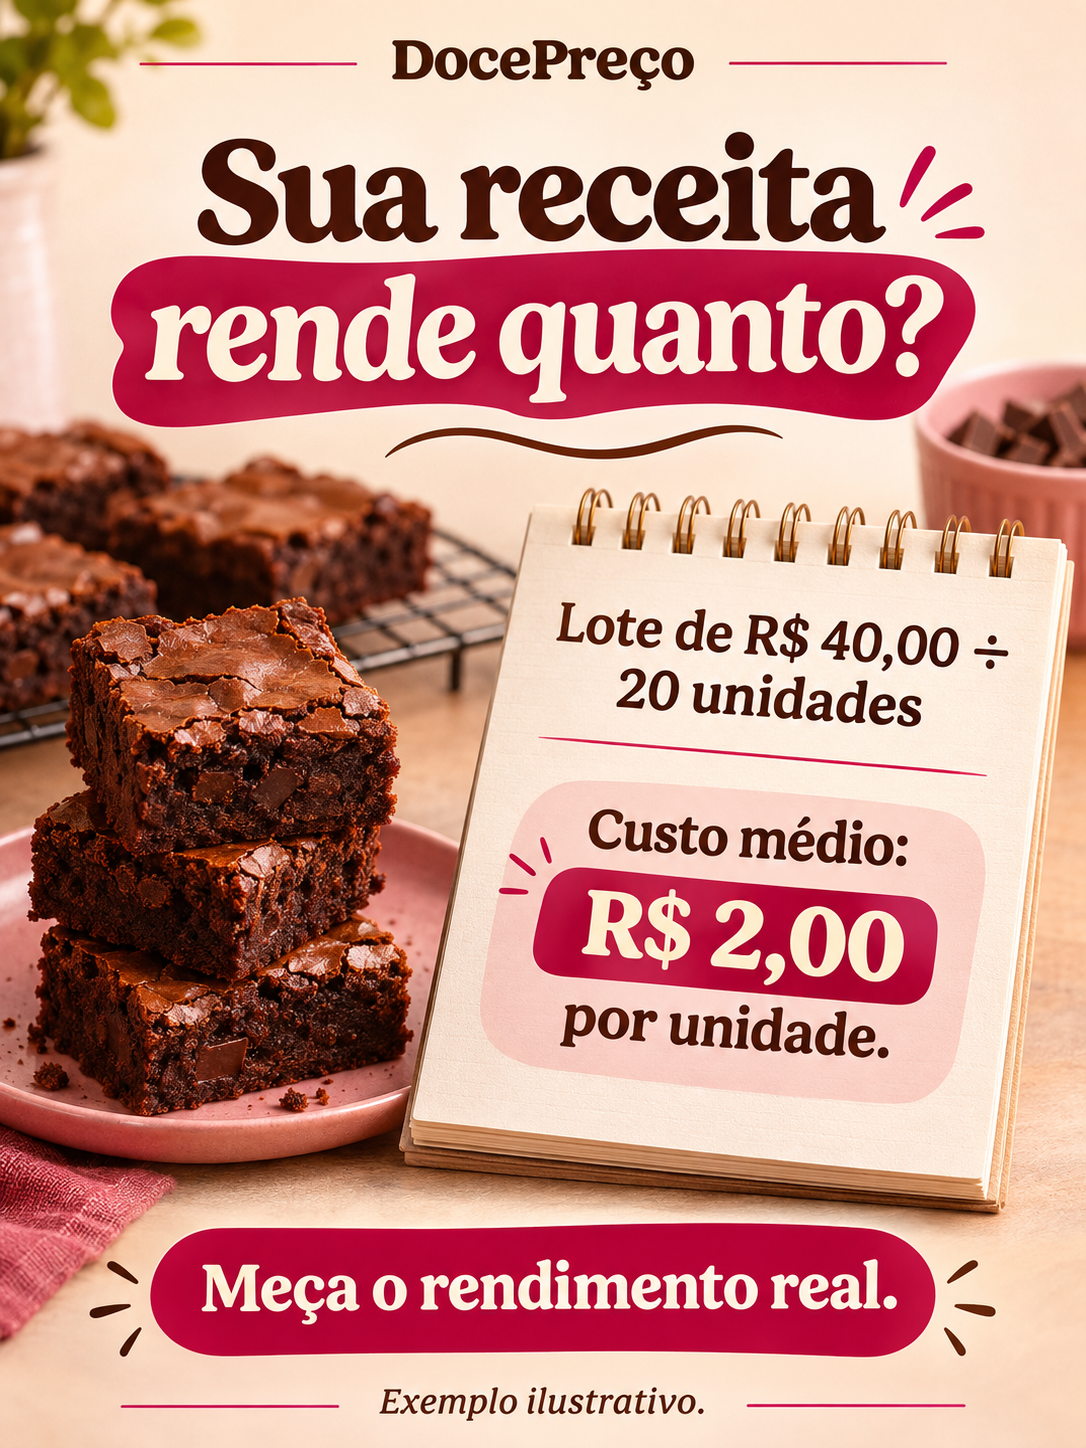 DocePreço
Sua receita
rende quanto?
Lote de R$ 40,00 ÷
20 unidades
Custo médio:
R$ 2,00
por unidade.
Meça o rendimento real.
Exemplo ilustrativo.